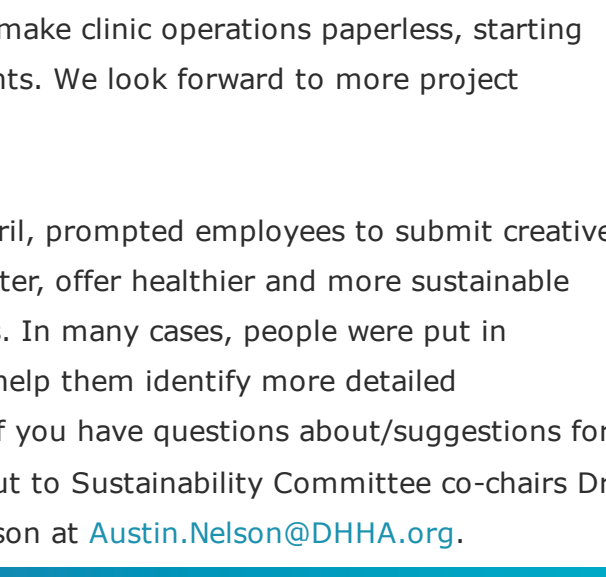 make clinic operations paperless, starting
nts. We look forward to more project
ril, prompted employees to submit creative
ter, offer healthier and more sustainable
s. In many cases, people were put in
help them identify more detailed
f you have questions about/suggestions for
ut to Sustainability Committee co-chairs Dr
son at Austin.Nelson@DHHA.org.